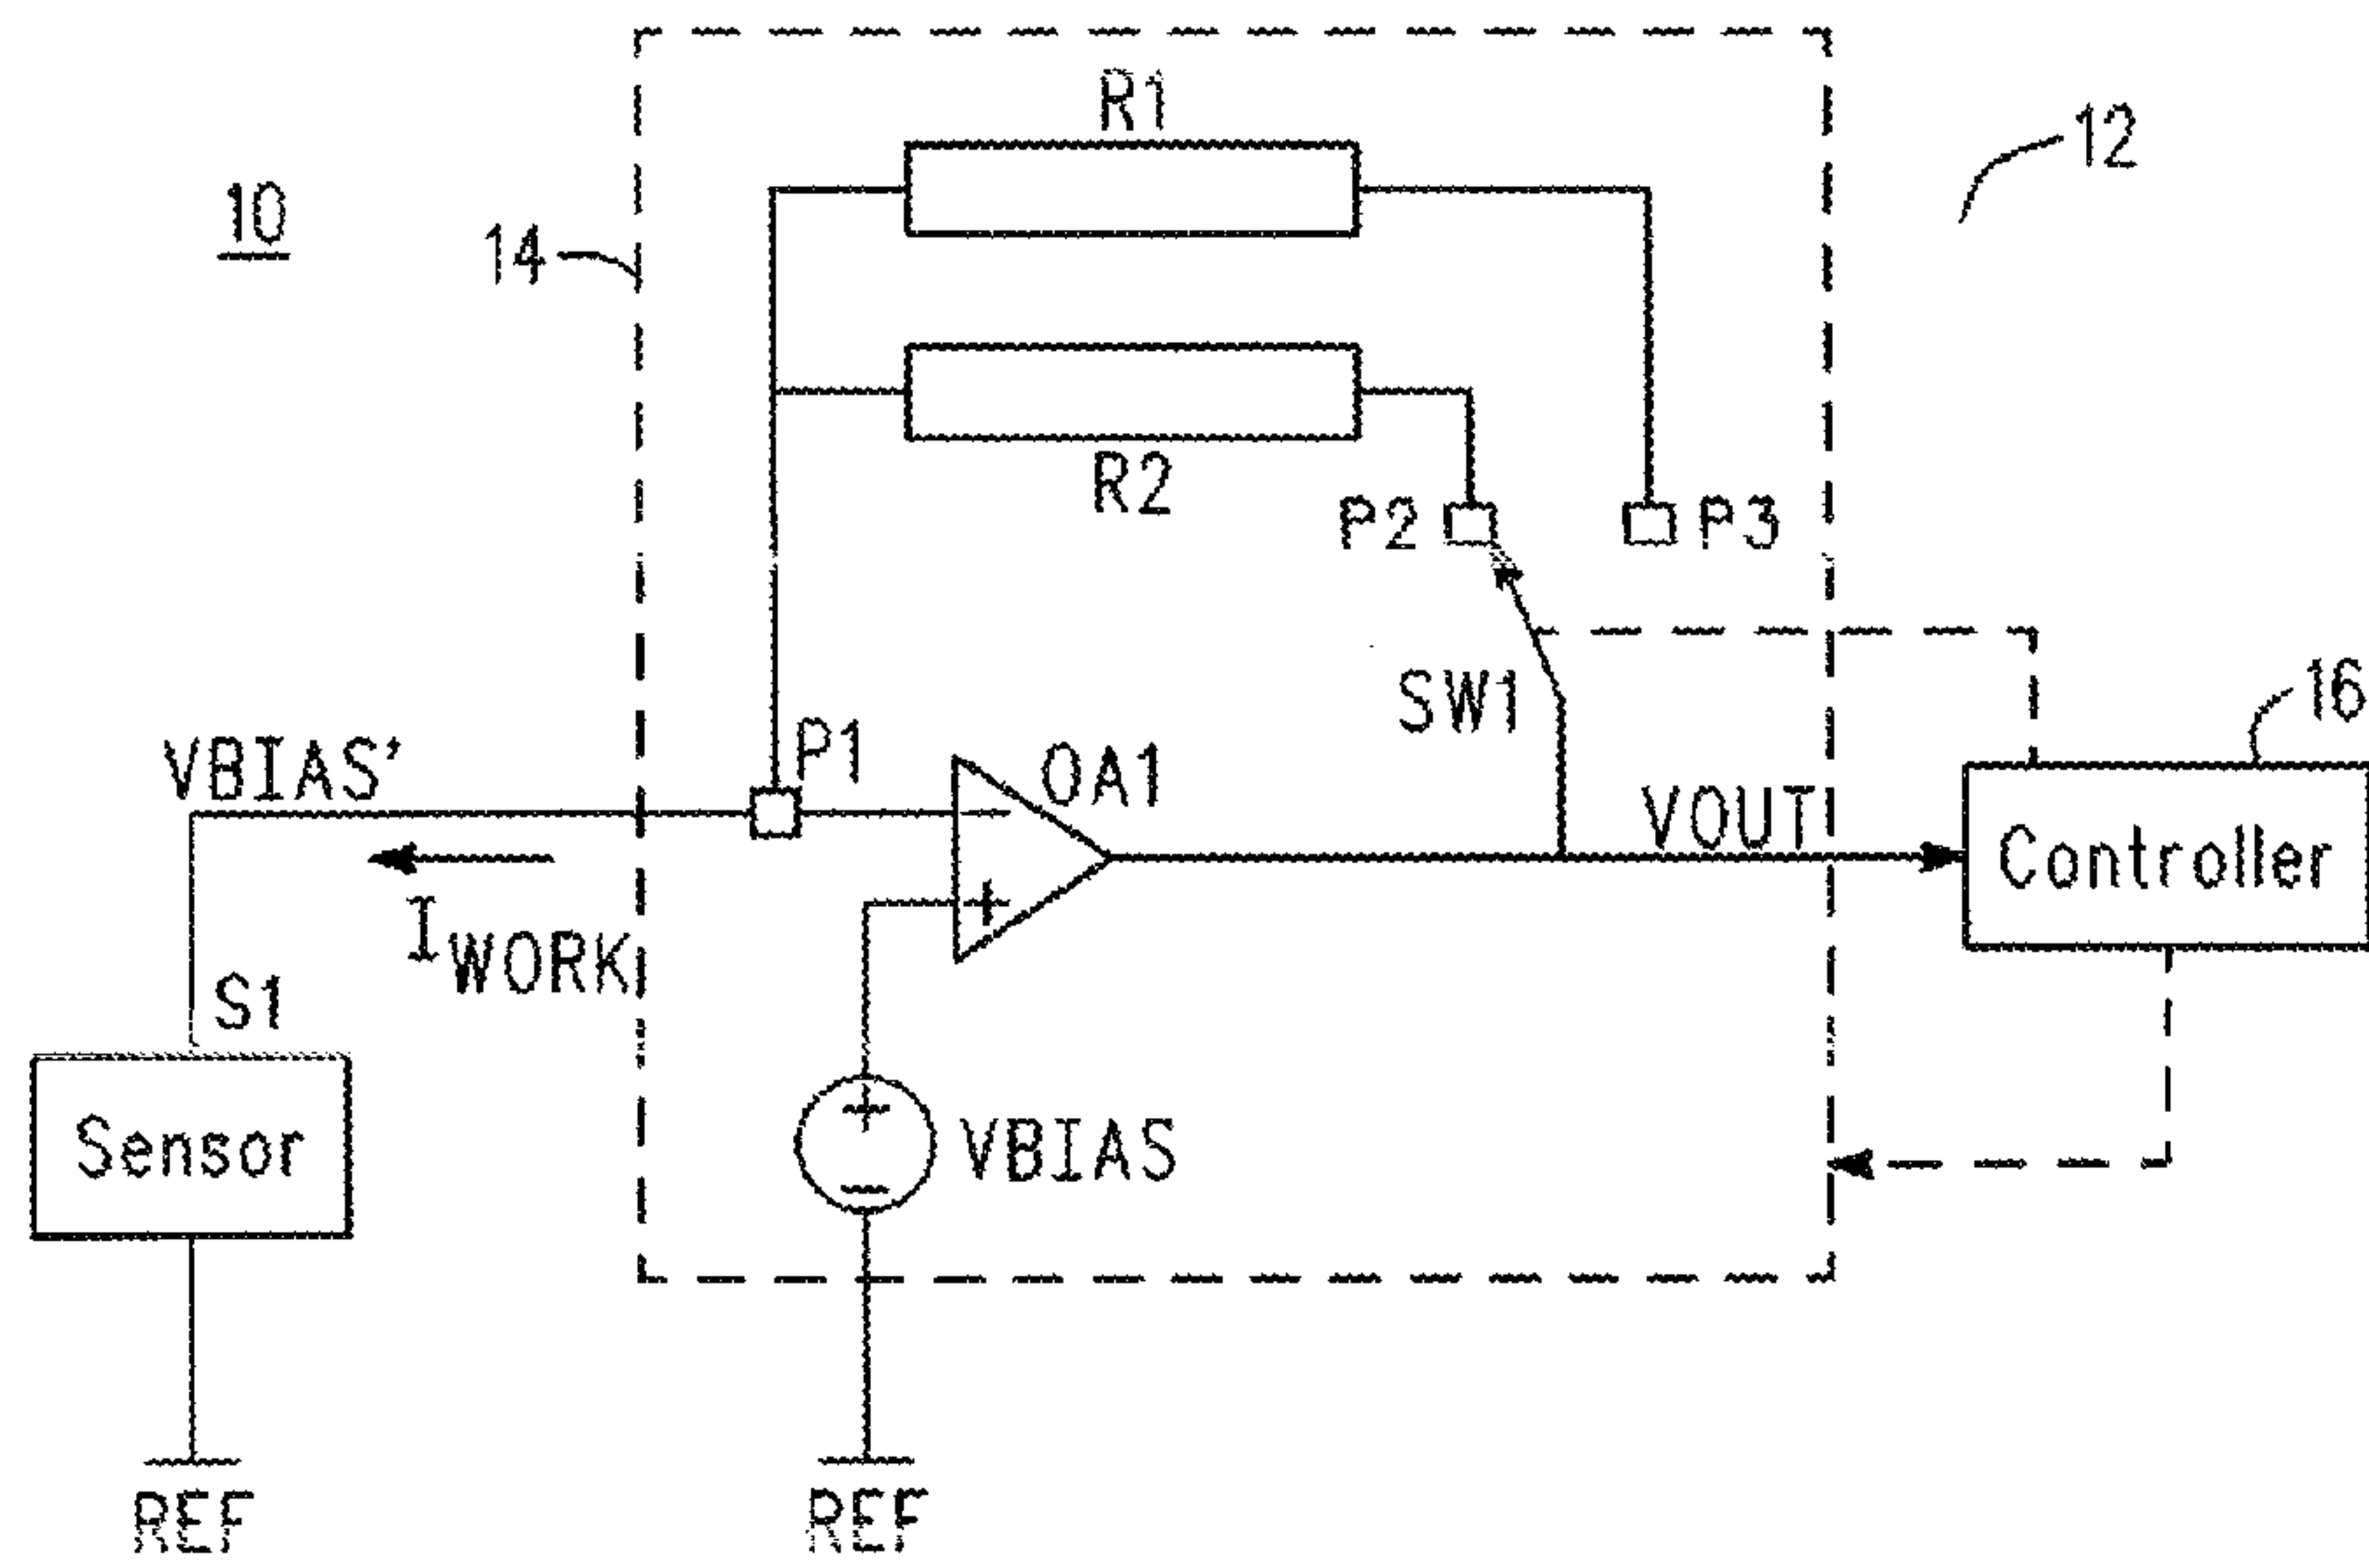 R1
12
10
14
R2
P2
P3
SW1
16
VBIAS'
P1
OA1
VOUT
Controller
IWORK
S1
Sensor
VBIAS
REF
REF